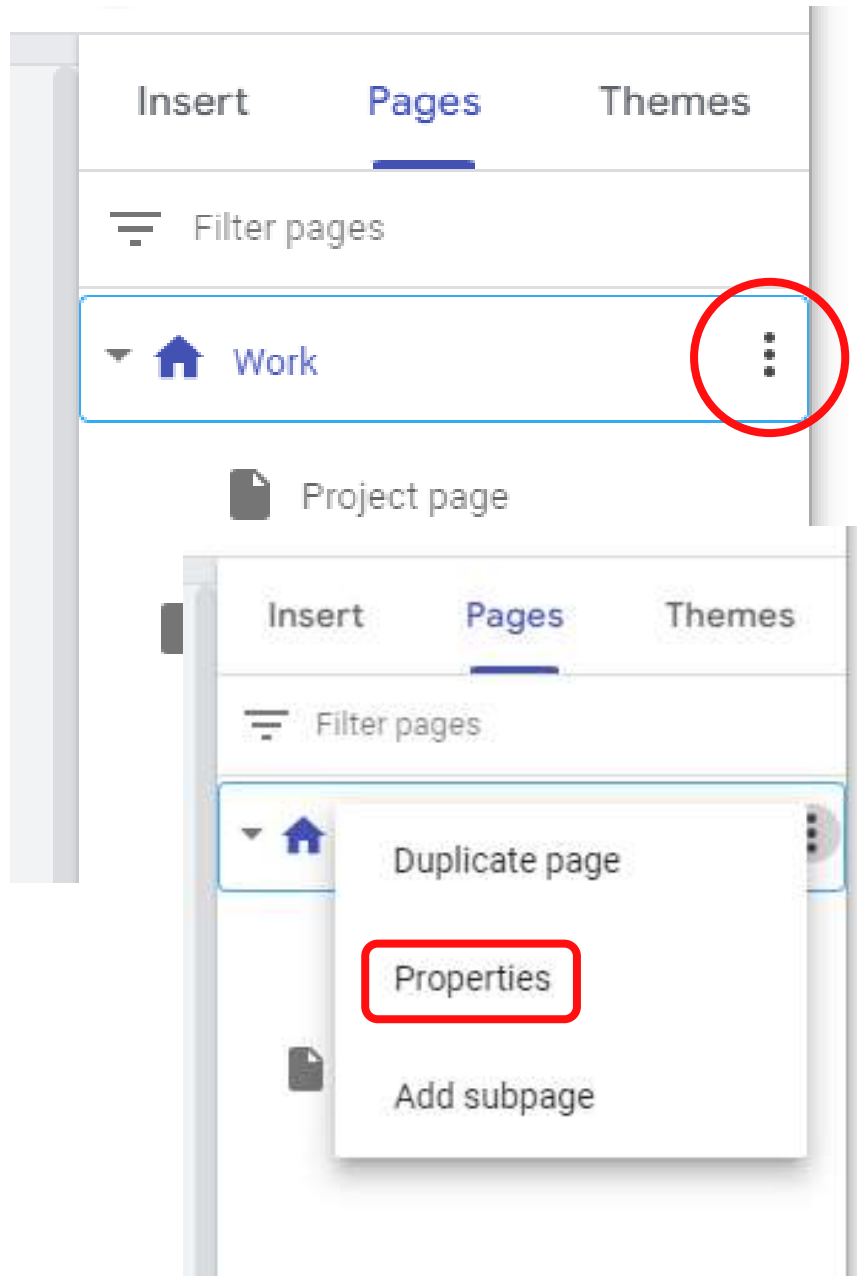 Insert Pages Themes
Filter pages
Work
Project page
Insert Pages Themes
Filter pages
Duplicate page
Properties
Add subpage